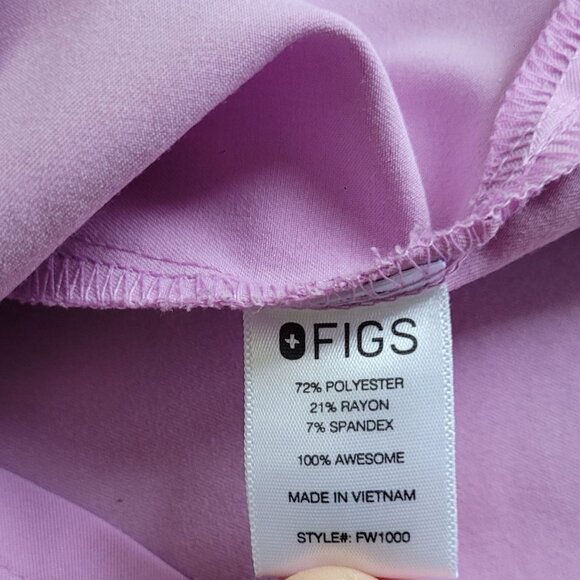 FIGS
72% POLYESTER
21% RAYON
7% SPANDEX
100% AWESOME
MADE IN VIETNAM
STYLE#: FW1000